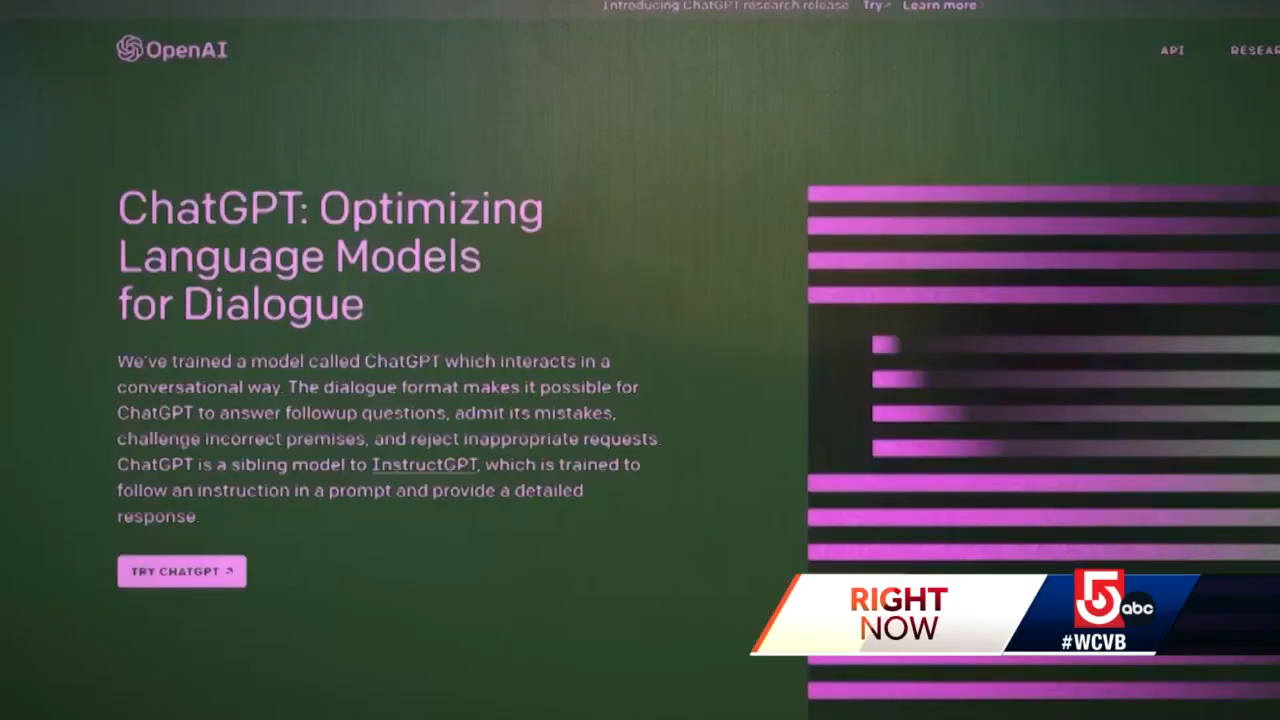 Introducing ChatGPT research release Try↗ Learn more ›
OpenAI
API
ChatGPT: Optimizing
Language Models
for Dialogue
We've trained a model called ChatGPT which interacts in a
conversational way. The dialogue format makes it possible for
ChatGPT to answer followup questions, admit its mistakes,
challenge incorrect premises, and reject inappropriate requests.
ChatGPT is a sibling model to InstructGPT, which is trained to
follow an instruction in a prompt and provide a detailed
response.
TRY CHATGPT ↗
RIGHT
NOW
5
abc
#WCVB